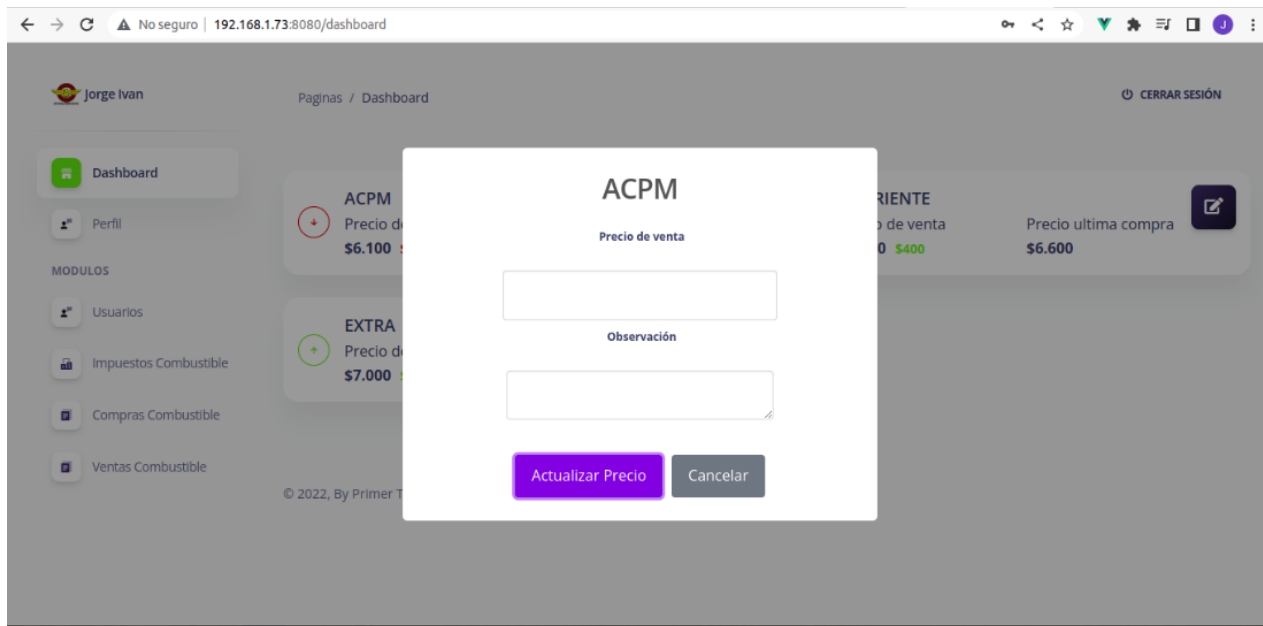 No seguro | 192.168.1.73:8080/dashboard
J
Jorge Ivan
Paginas / Dashboard
CERRAR SESIÓN
Dashboard
Perfil
MODULOS
Usuarios
Impuestos Combustible
Compras Combustible
Ventas Combustible
ACPM
Precio d
$6.100
EXTRA
Precio d
$7.000
RIENTE
de venta
0 $400
Precio ultima compra
$6.600
ACPM
Precio de venta
Observación
Actualizar Precio
Cancelar
© 2022, By Primer T